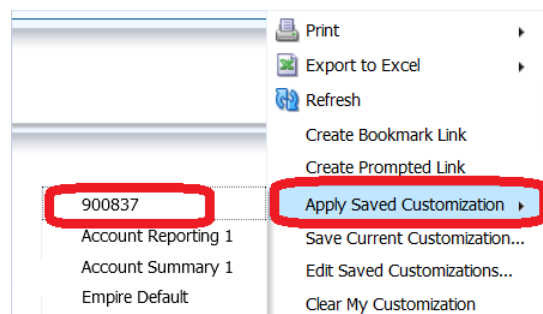 Print
Export to Excel
Refresh
Create Bookmark Link
Create Prompted Link
Apply Saved Customization
Save Current Customization...
Edit Saved Customizations...
Clear My Customization
900837
Account Reporting 1
Account Summary 1
Empire Default